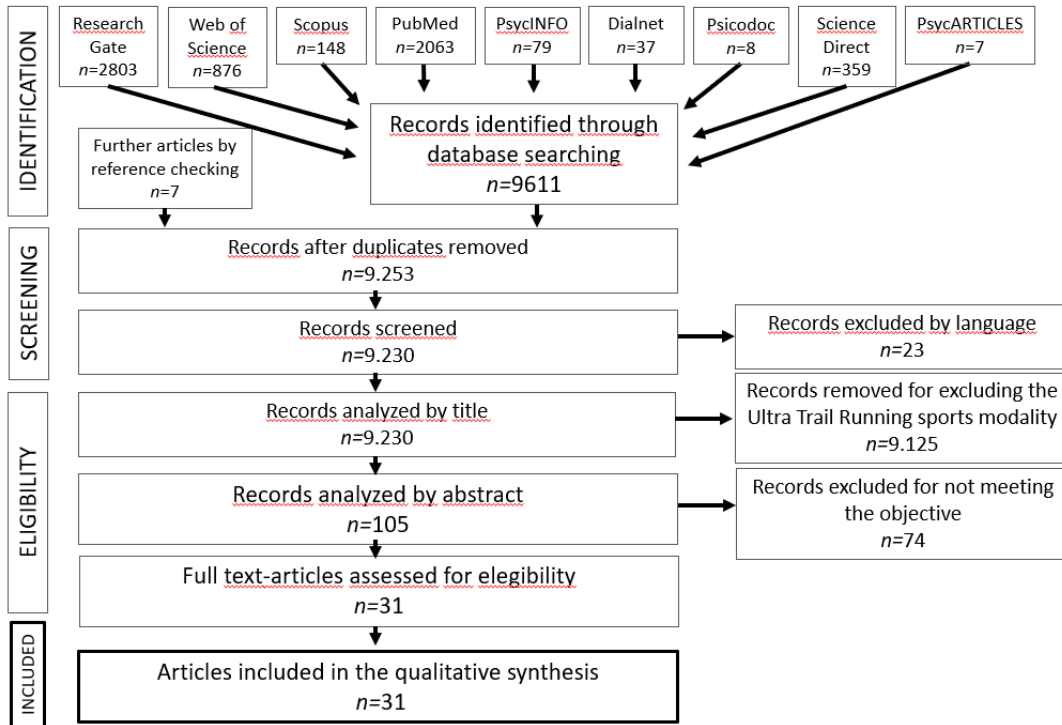 IDENTIFICATION
Research
Gate
n=2803
Web of
Science
n=876
Scopus
n=148
PubMed
n=2063
PsycINFO
n=79
Dialnet
n=37
Psicodoc
n=8
Science
Direct
n=359
PsycARTICLES
n=7
Records identified through
database searching
n=9611
Further articles by
reference checking
n=7
SCREENING
Records after duplicates removed
n=9.253
Records screened
n=9.230
Records excluded by language
n=23
ELIGIBILITY
Records analyzed by title
n=9.230
Records removed for excluding the
Ultra Trail Running sports modality
n=9.125
Records analyzed by abstract
n=105
Records excluded for not meeting
the objective
n=74
Full text-articles assessed for elegibility
n=31
INCLUDED
Articles included in the qualitative synthesis
n=31